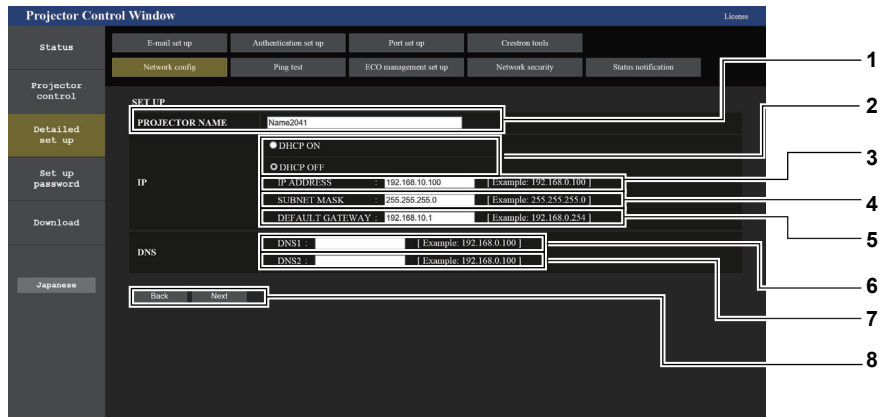 Projector Control Window
License
Status
Projector
control
Detailed
set up
Set up
password
Download
Japanese
E-mail set up
Authentication set up
Port set up
Crestron tools
Network config
Ping test
ECO management set up
Network security
Status notification
SET UP
PROJECTOR NAME Name2041
IP
DHCP ON
DHCP OFF
IP ADDRESS : 192.168.10.100 [ Example: 192.168.0.100 ]
SUBNET MASK : 255.255.255.0 [ Example: 255.255.255.0 ]
DEFAULT GATEWAY : 192.168.10.1 [ Example: 192.168.0.254 ]
DNS
DNS1 : [ Example: 192.168.0.100 ]
DNS2 : [ Example: 192.168.0.100 ]
Back Next
1
2
3
4
5
6
7
8